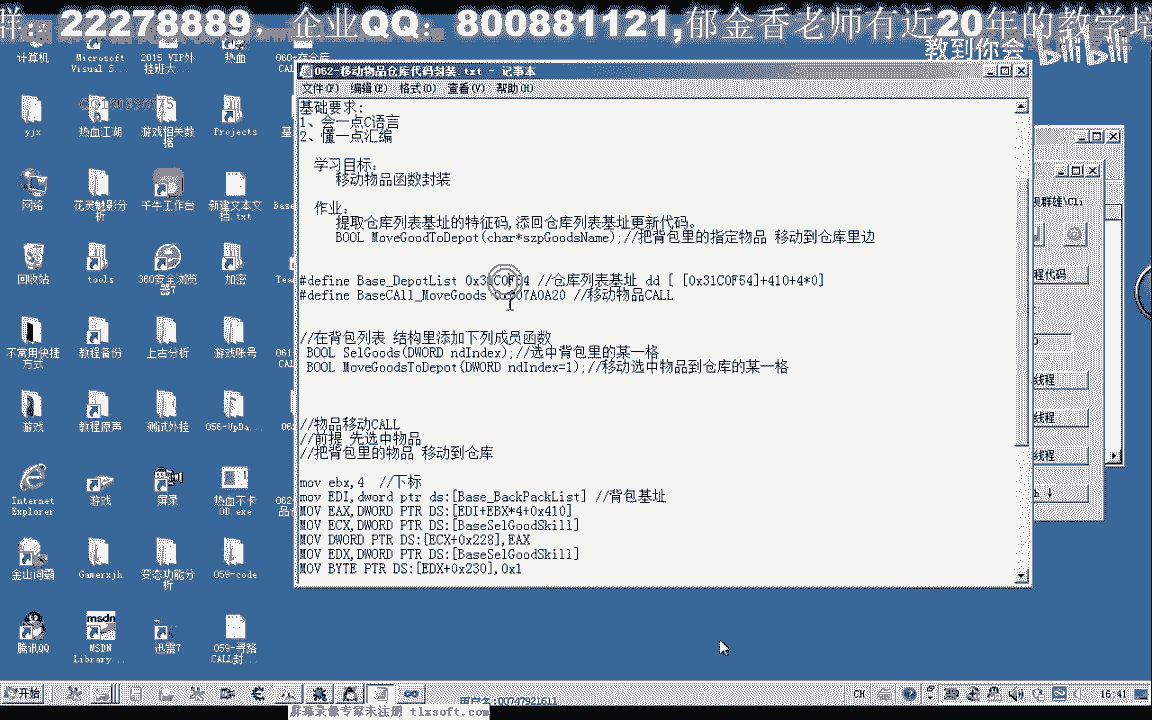 群: 22278889, 企业QQ: 800881121,郁金香老师有近20年的教学培
教到你会 bilibili
计算机
Microsoft Visual S...
2015 VIP外挂班大...
热血
yjx
热血江湖
游戏相关数据
Projects
网络
花灵魅影分析
千牛工作台
新建文本文档.txt
回收站
tools
360安全浏览器7
加密
不常用快捷方式
教程备份
上古分析
游戏账号
游戏
教程原声
测试外挂
058-UpDa...
Internet Explorer
游戏
屏录
热血不卡OD.exe
金山词霸
Gamerxjh
变态功能分析
059-code
腾讯QQ
MSDN Library...
迅雷7
059-寻路CALL封...
062-移动物品仓库代码封装.txt - 记事本
文件(F) 编辑(E) 格式(O) 查看(V) 帮助(H)
基础要求:
1、会一点C语言
2、懂一点汇编
学习目标:
移动物品函数封装
作业:
提取仓库列表基址的特征码,添回仓库列表基址更新代码。
BOOL MoveGoodToDepot(char*szpGoodsName);//把背包里的指定物品 移动到仓库里边
#define Base_DepotList //仓库列表基址 dd [ [0x31C0F54]+410+4*0]
#define BaseCAll_MoveGoods //移动物品CALL
//在背包列表 结构里添加下列成员函数
BOOL SelGoods(DWORD ndIndex);//选中背包里的某一格
BOOL MoveGoodsToDepot(DWORD ndIndex=1);//移动选中物品到仓库的某一格
//物品移动CALL
//前提 先选中物品
//把背包里的物品 移动到仓库
mov ebx,4 //下标
mov EDI,dword ptr ds:[Base_BackPackList] //背包基址
MOV EAX,DWORD PTR DS:[EDI+EBX*4+0x410]
MOV ECX,DWORD PTR DS:[BaseSelGoodSkill]
MOV DWORD PTR DS:[ECX+0x228],EAX
MOV EDX,DWORD PTR DS:[BaseSelGoodSkill]
MOV BYTE PTR DS:[EDX+0x230],0x1
开始
CH
16:41
用户名:00747921611
屏幕录像专家未注册 tlxsoft.com